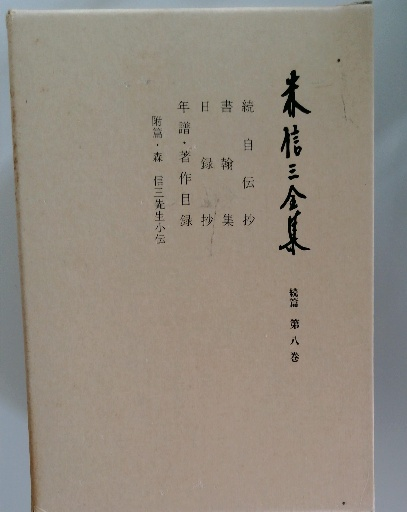 森信三全集
続篇 第八巻
続自伝抄
書翰集
日録抄
年譜・著作目録
附篇・森信三先生小伝